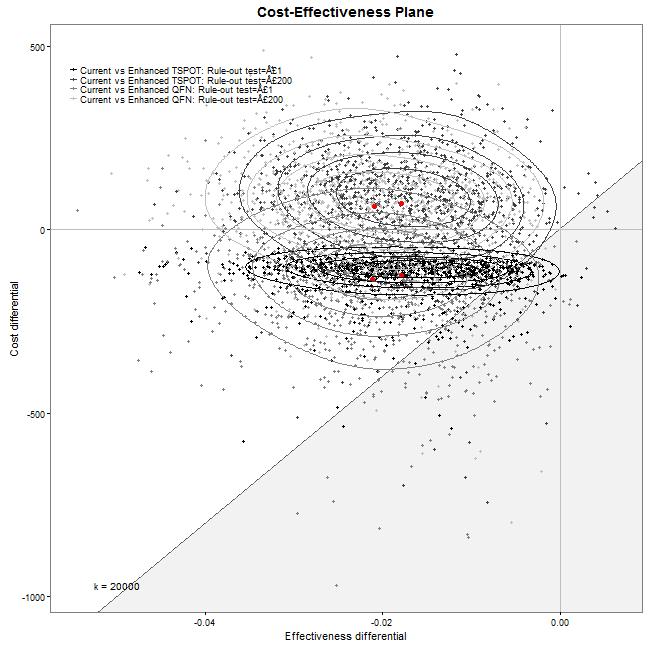 Cost-Effectiveness Plane
500
Current vs Enhanced TSPOT: Rule-out test=Â£1
Current vs Enhanced TSPOT: Rule-out test=Â£200
Current vs Enhanced QFN: Rule-out test=Â£1
Current vs Enhanced QFN: Rule-out test=Â£200
0
Cost differential
-500
k = 20000
-1000
-0.04
-0.02
0.00
Effectiveness differential